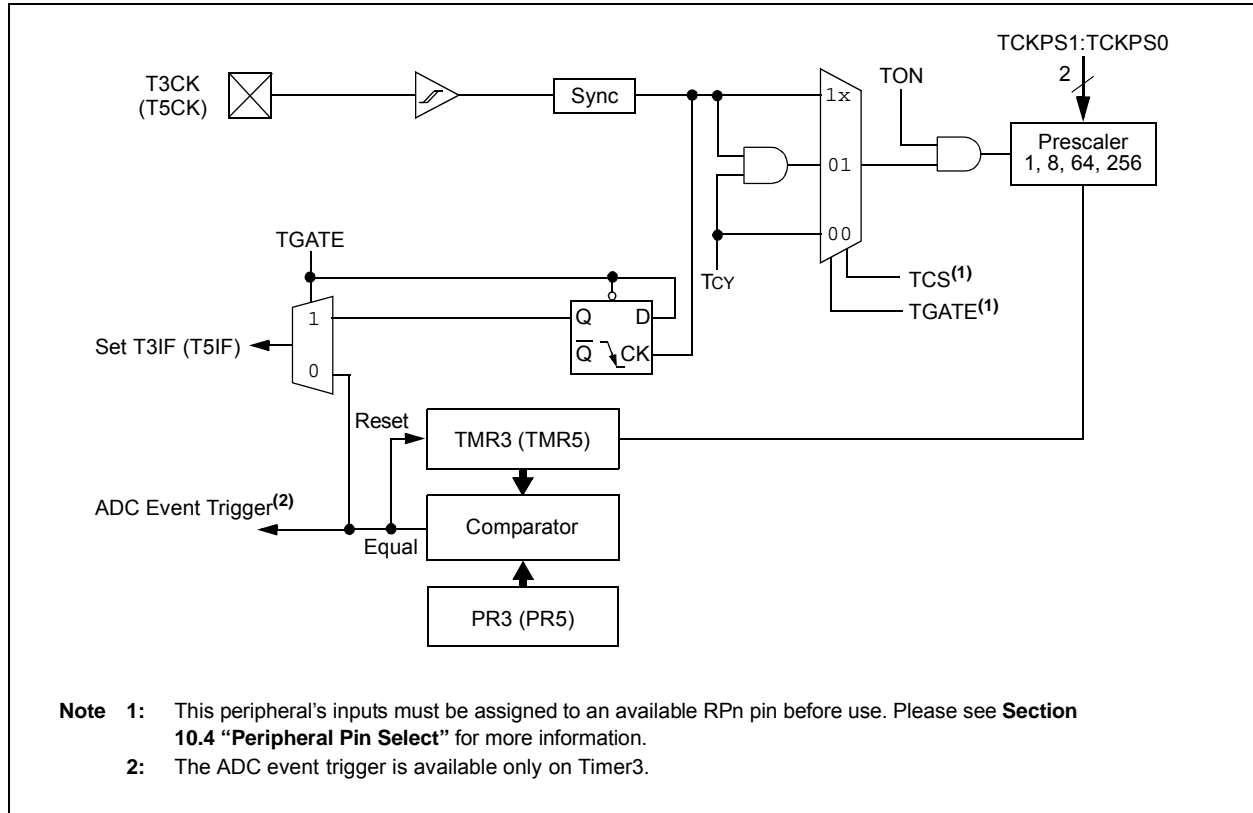 TCKPS1:TCKPS0
2
TON
T3CK
(T5CK)
Sync
1x
Prescaler
1, 8, 64, 256
01
00
TGATE
TCY
TCS(1)
TGATE(1)
1
Q D
Set T3IF (T5IF)
Q CK
0
Reset
TMR3 (TMR5)
ADC Event Trigger(2)
Comparator
Equal
PR3 (PR5)
Note 1: This peripheral’s inputs must be assigned to an available RPn pin before use. Please see Section
10.4 “Peripheral Pin Select” for more information.
2: The ADC event trigger is available only on Timer3.